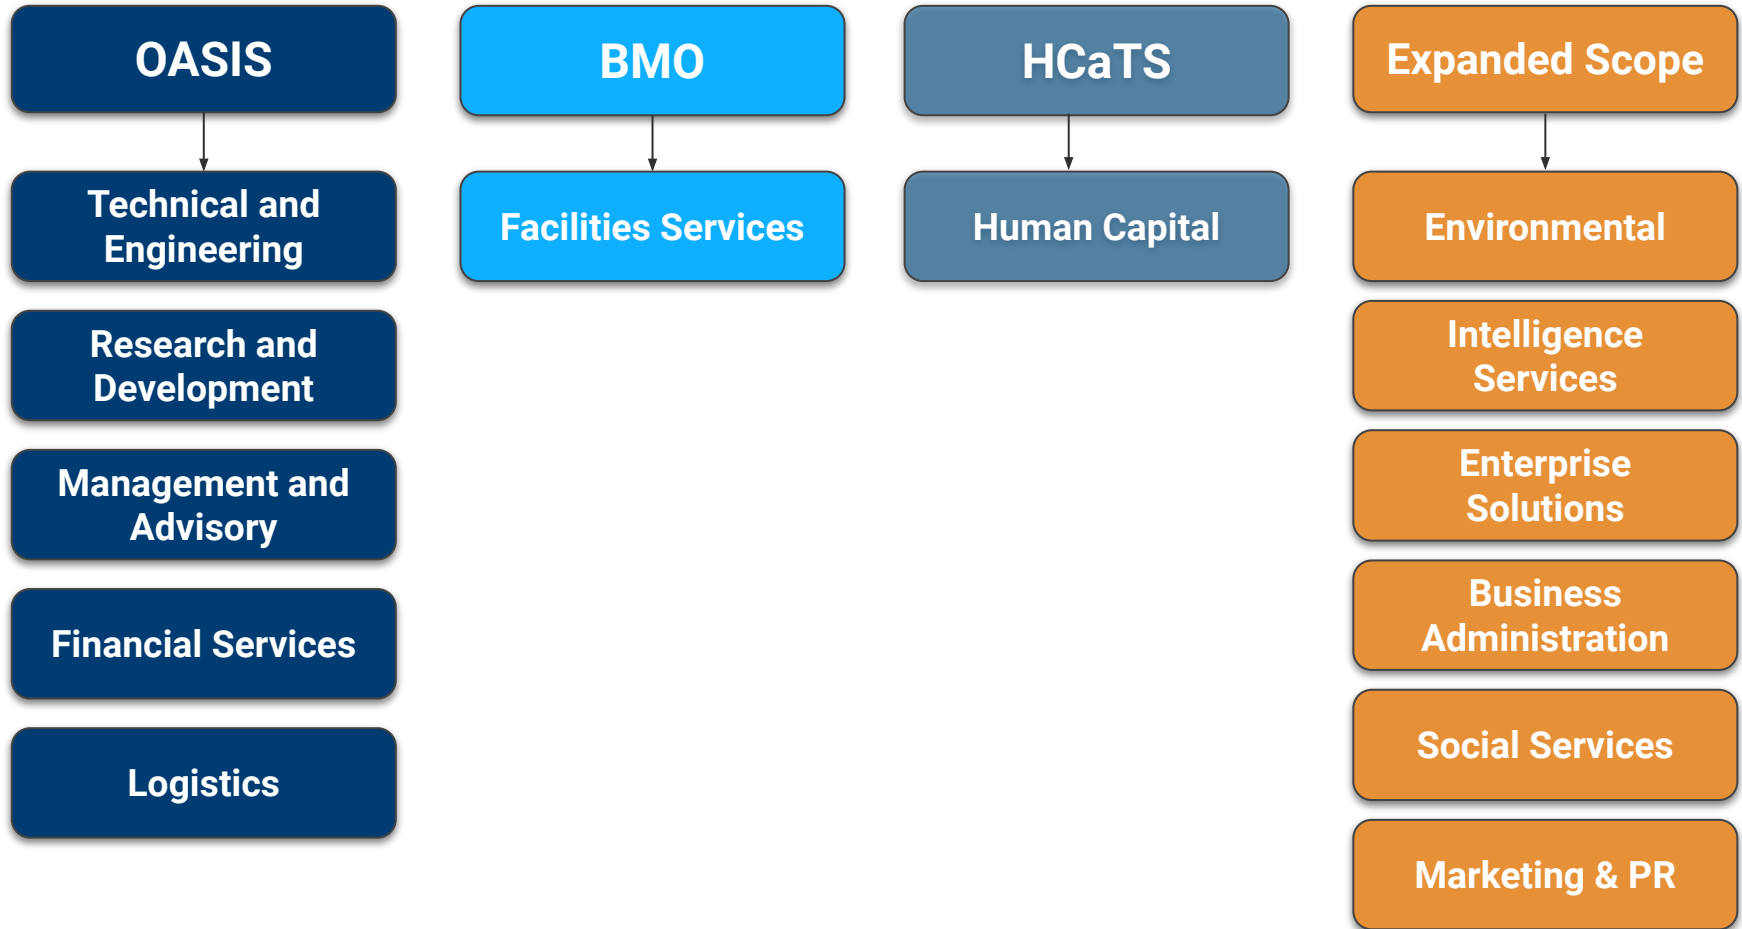 OASIS
BMO
HCaTS
Expanded Scope
Technical and
Engineering
Research and
Development
Management and
Advisory
Financial Services
Logistics
Facilities Services
Human Capital
Environmental
Intelligence
Services
Enterprise
Solutions
Business
Administration
Social Services
Marketing & PR